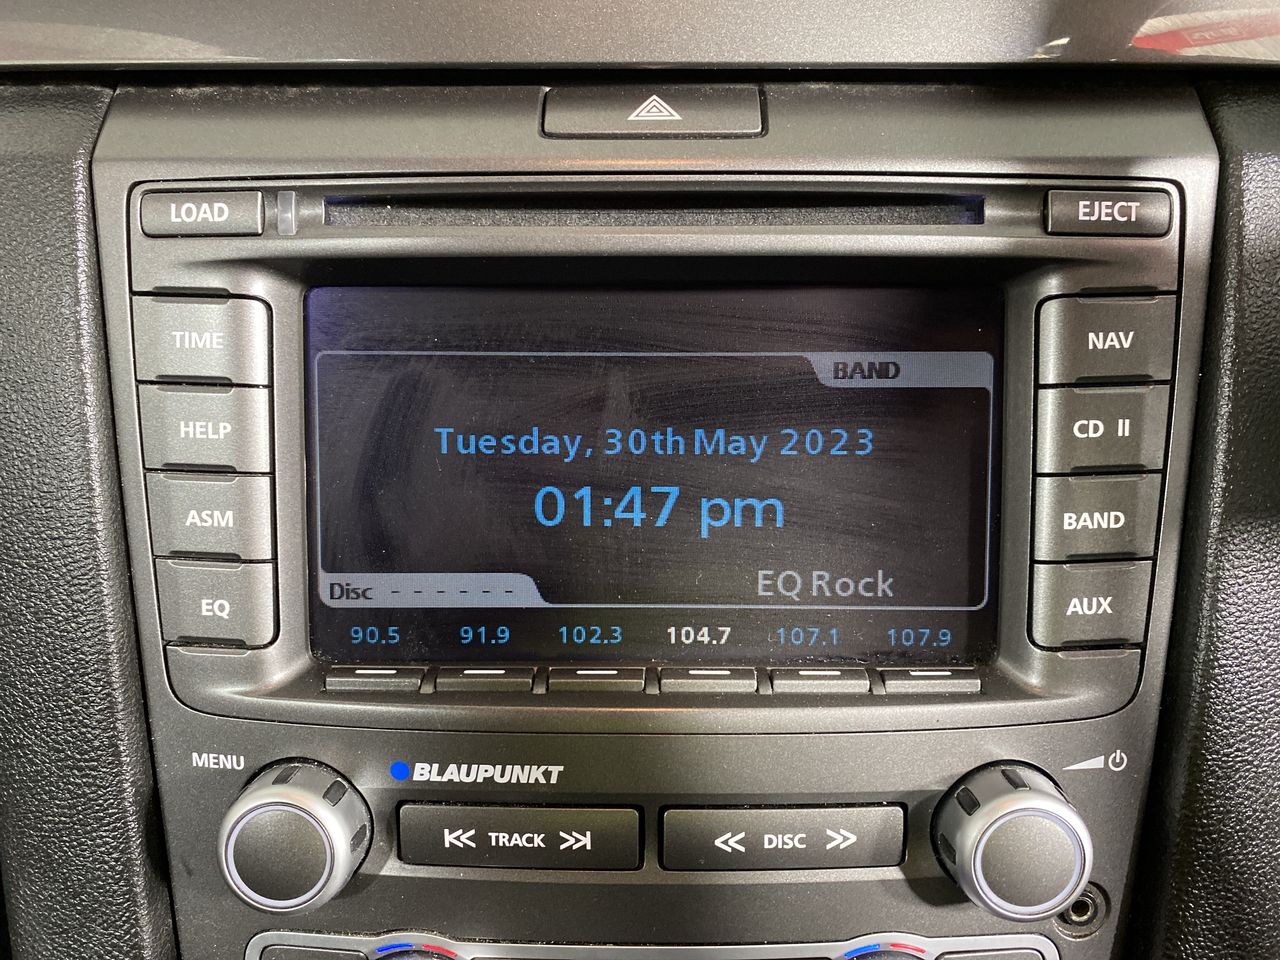 LOAD
EJECT
TIME
NAV
BAND
HELP
CD II
Tuesday, 30th May 2023
ASM
01:47 pm
BAND
EQ
Disc - - - - - -
EQ Rock
AUX
90.5 91.9 102.3 104.7 107.1 107.9
MENU
BLAUPUNKT
TRACK
DISC